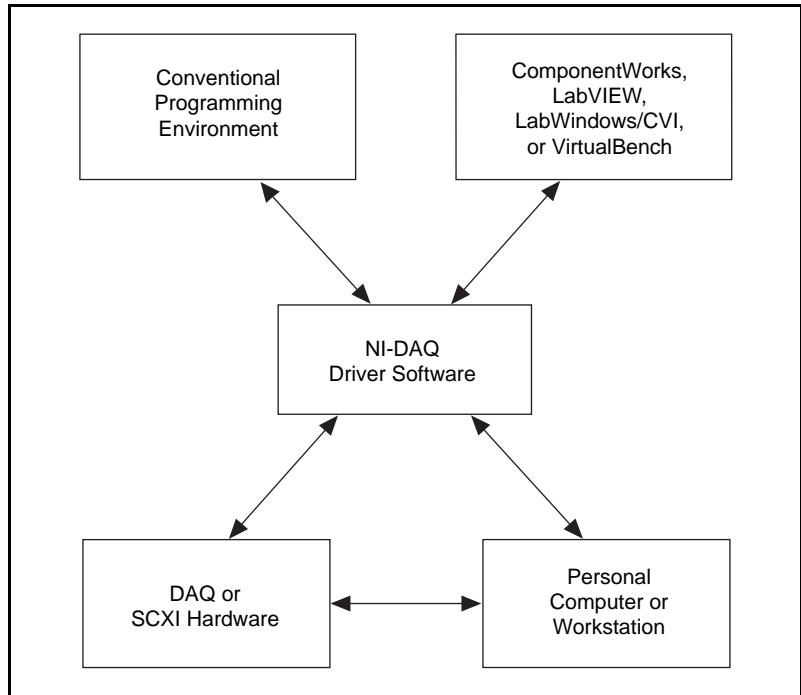 Conventional
Programming
Environment
ComponentWorks,
LabVIEW,
LabWindows/CVI,
or VirtualBench
NI-DAQ
Driver Software
DAQ or
SCXI Hardware
Personal
Computer or
Workstation